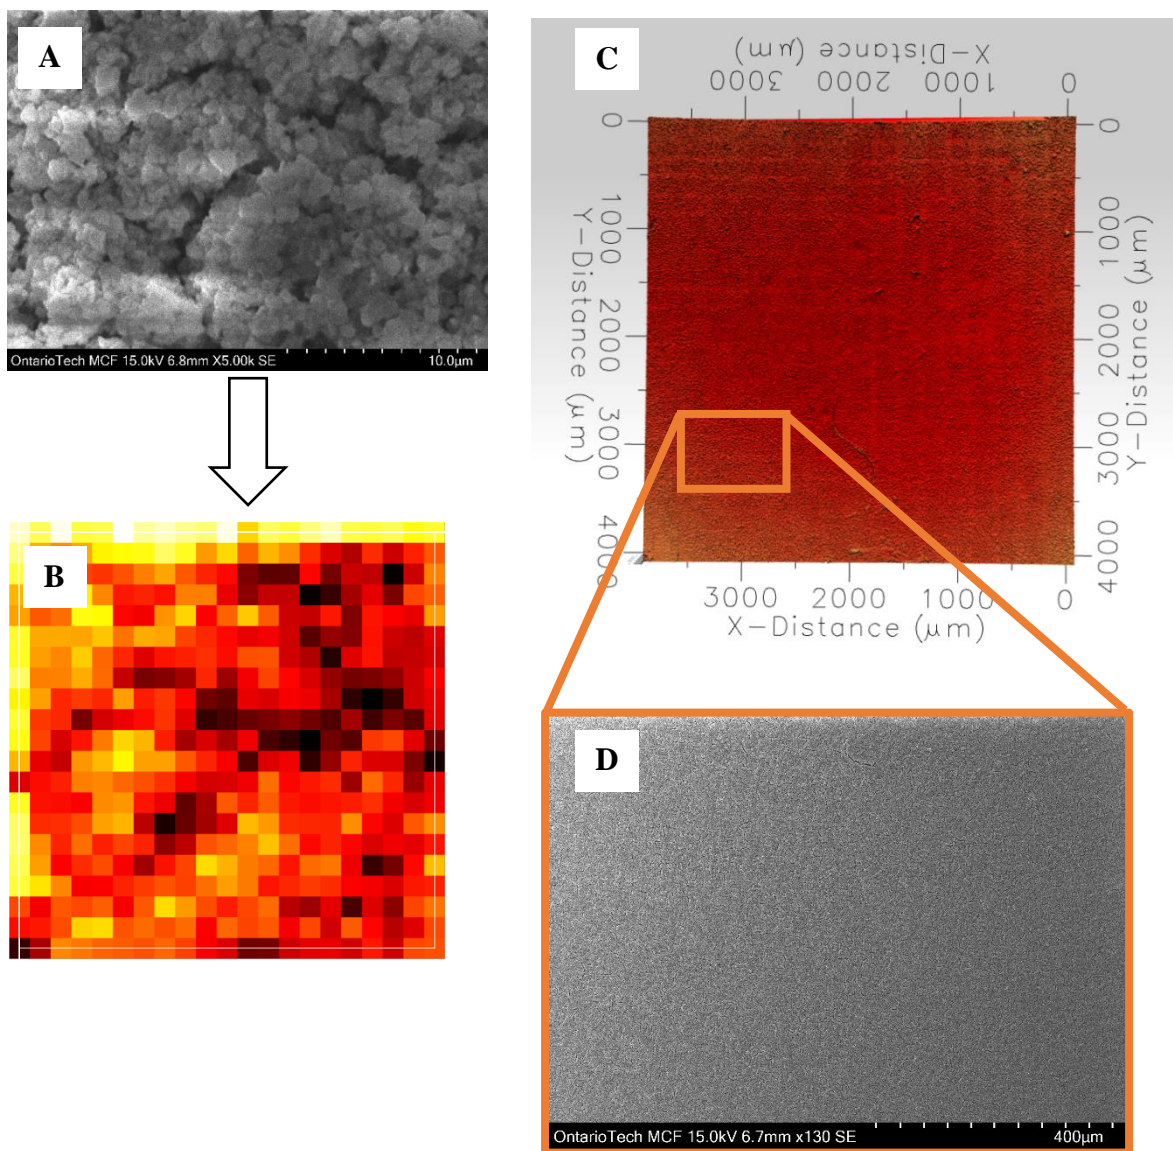 A
OntarioTech MCF 15.0kV 6.8mm X5.00k SE 10.0µm
B
C
X-Distance (µm)
3000 2000 1000 0
0
1000
2000
3000
4000
Y-Distance (µm)
0
1000
2000
3000
4000
Y-Distance (µm)
3000 2000 1000 0
X-Distance (µm)
D
OntarioTech MCF 15.0kV 6.7mm x130 SE 400µm